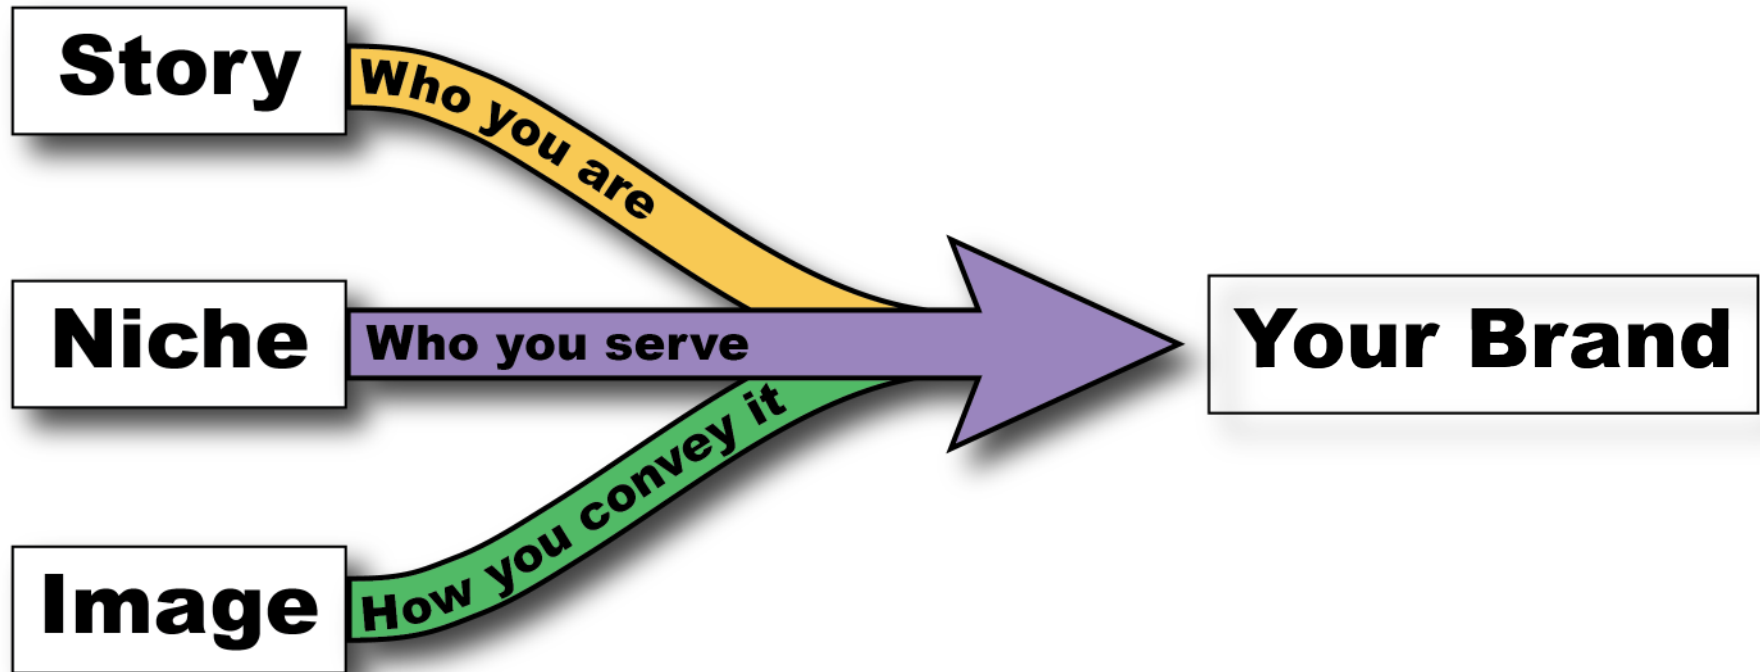 Story
Who you are
Niche
Who you serve
Your Brand
Image
How you convey it